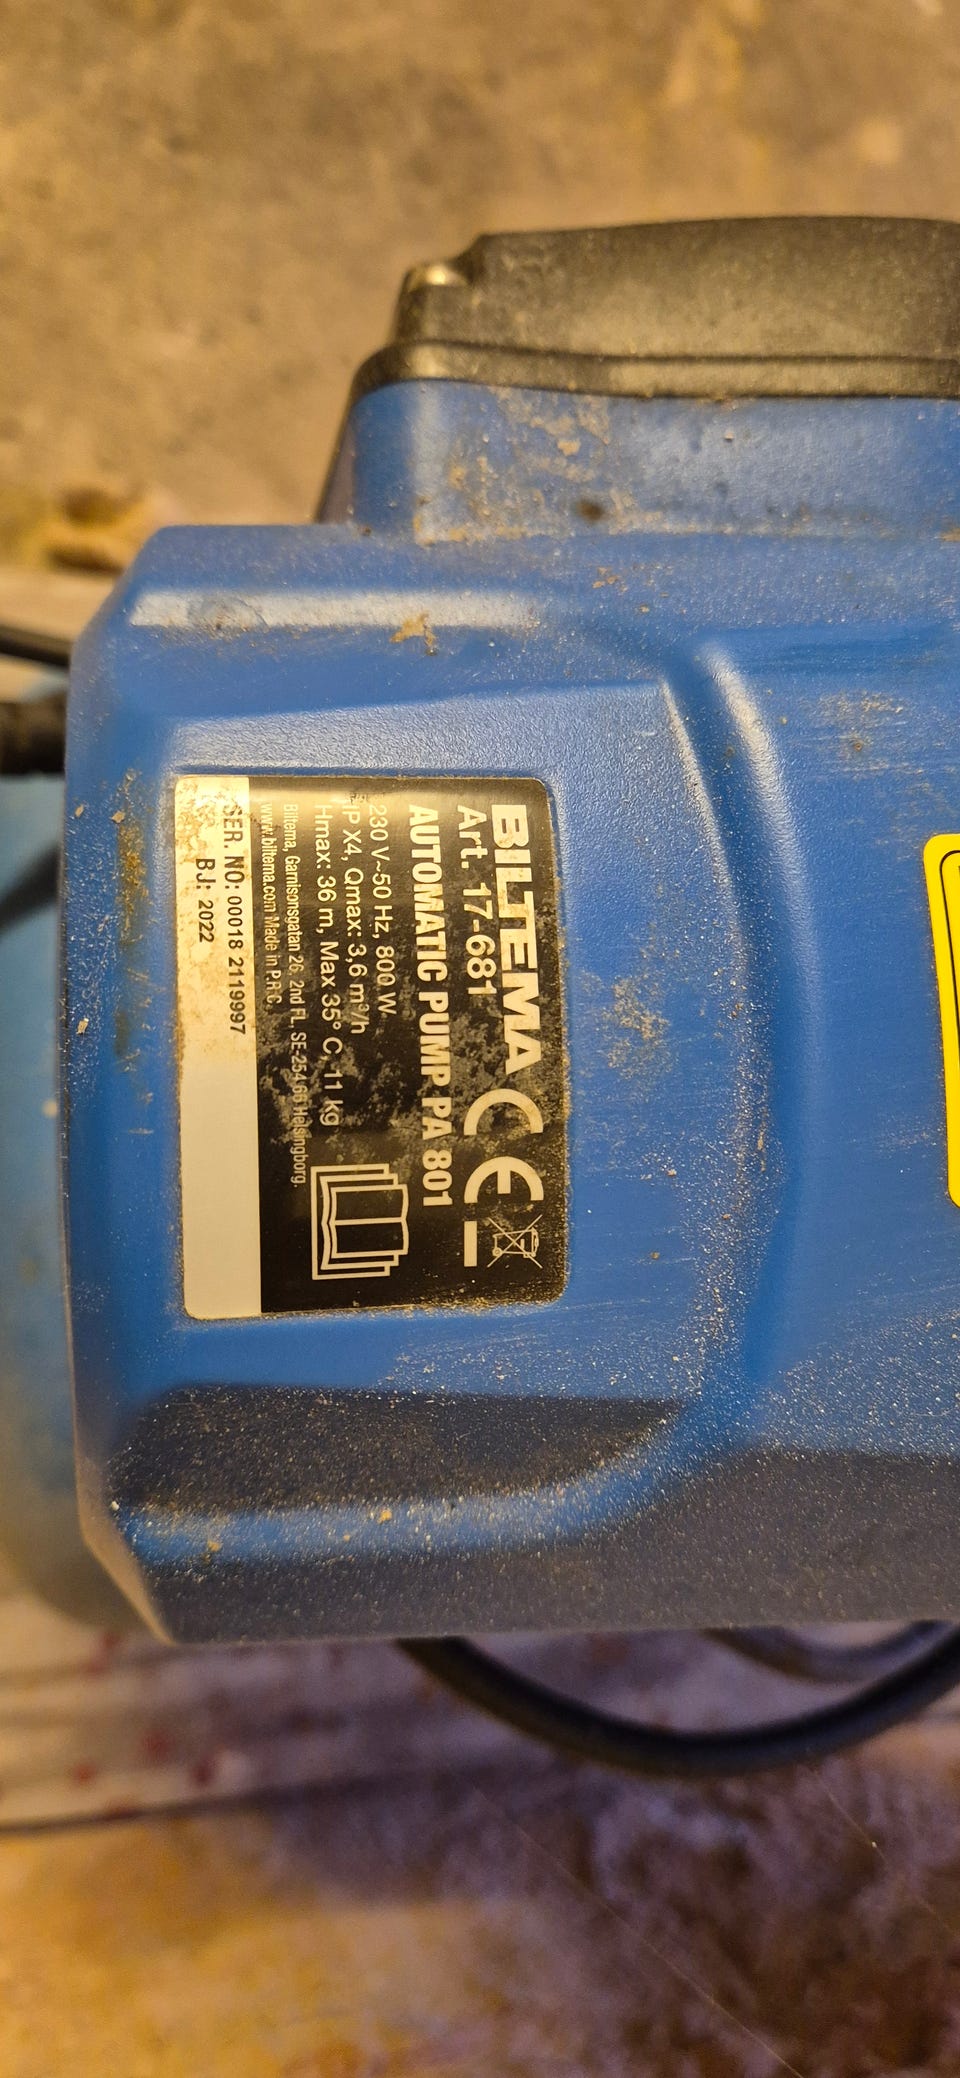 BILTEMA CE
Art. 17-681
AUTOMATIC PUMP PA 801
230 V~50 Hz, 800 W
IP X4, Qmax: 3,6 m³/h
Hmax: 36 m, Max 35° C, 11 kg
Biltema, Garnisonsgatan 26, 2nd FL. SE-254 66 Helsingborg.
www.biltema.com Made in P.R.C.
SER. NO: 00018 2119997
BJ: 2022